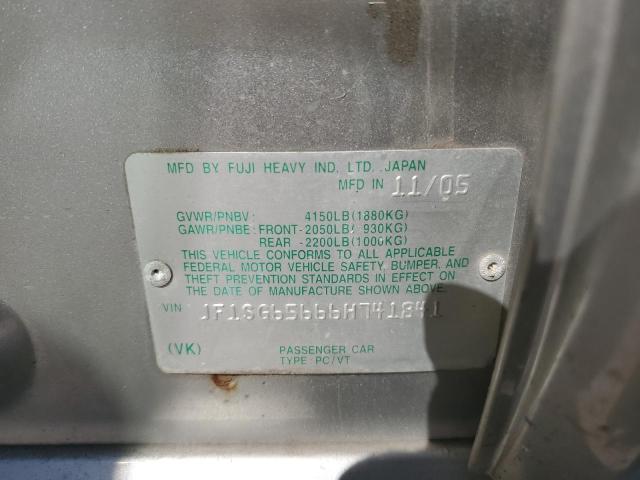 MFD BY FUJI HEAVY IND, LTD. JAPAN
MFD IN 11/05
GVWR/PNBV: 4150LB(1880KG)
GAWR/PNBE: FRONT-2050LB( 930KG)
REAR -2200LB(1000KG)
THIS VEHICLE CONFORMS TO ALL APPLICABLE
FEDERAL MOTOR VEHICLE SAFETY, BUMPER, AND
THEFT PREVENTION STANDARDS IN EFFECT ON
THE DATE OF MANUFACTURE SHOWN ABOVE.
VIN JF1SG65666H741841
(VK) PASSENGER CAR
TYPE PC/VT